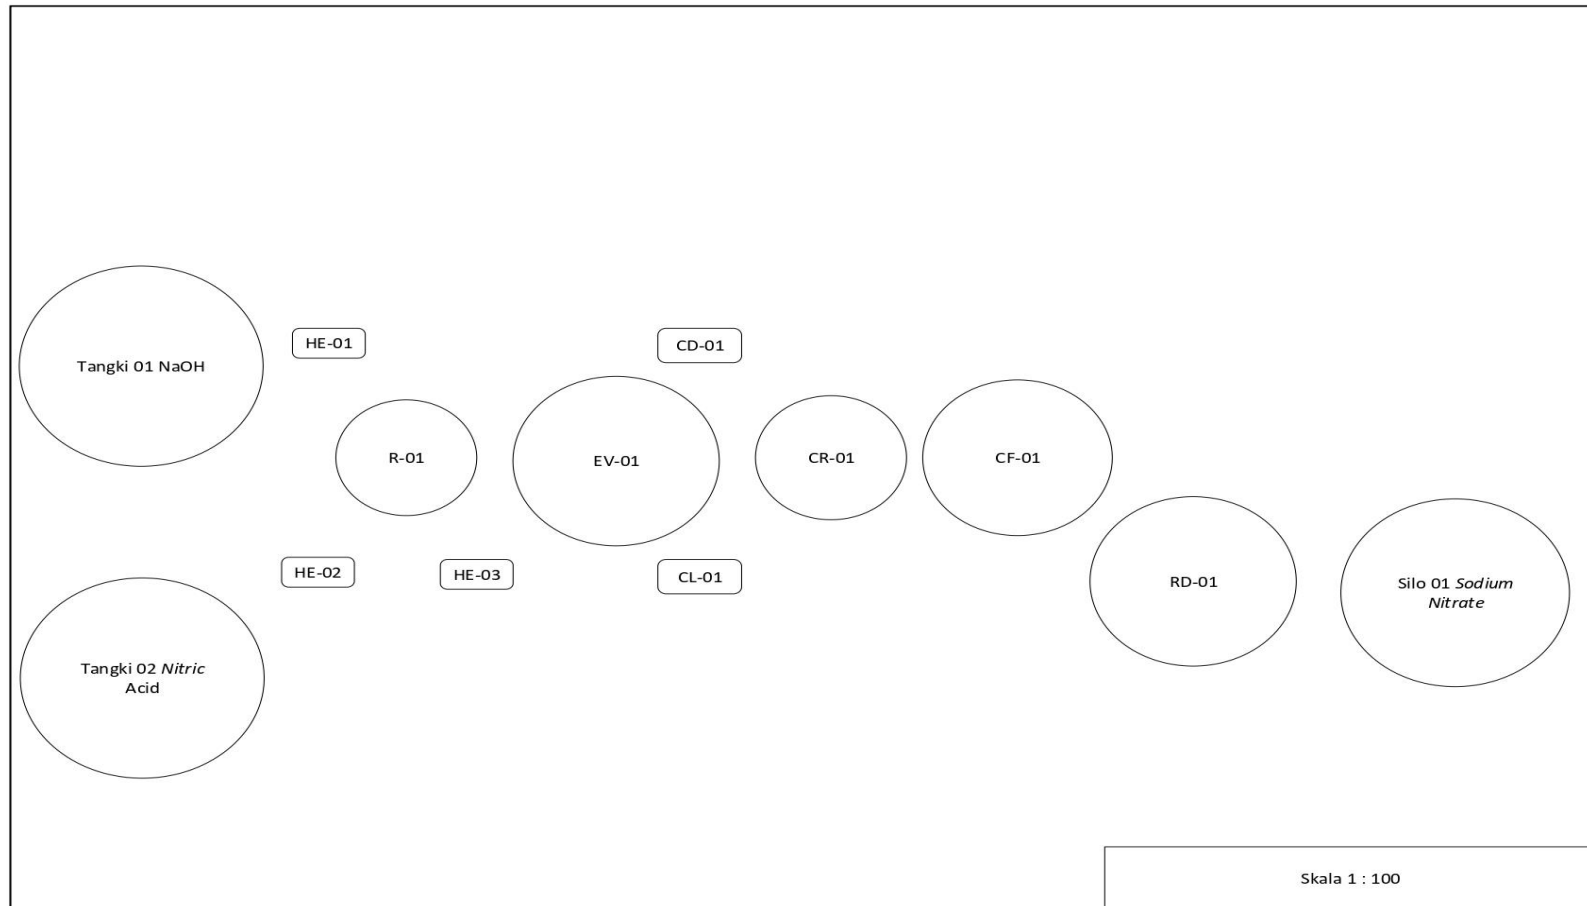 Tangki 01 NaOH
HE-01
CD-01
R-01
EV-01
CR-01
CF-01
HE-02
HE-03
CL-01
RD-01
Silo 01 Sodium
Nitrate
Tangki 02 Nitric
Acid
Skala 1 : 100